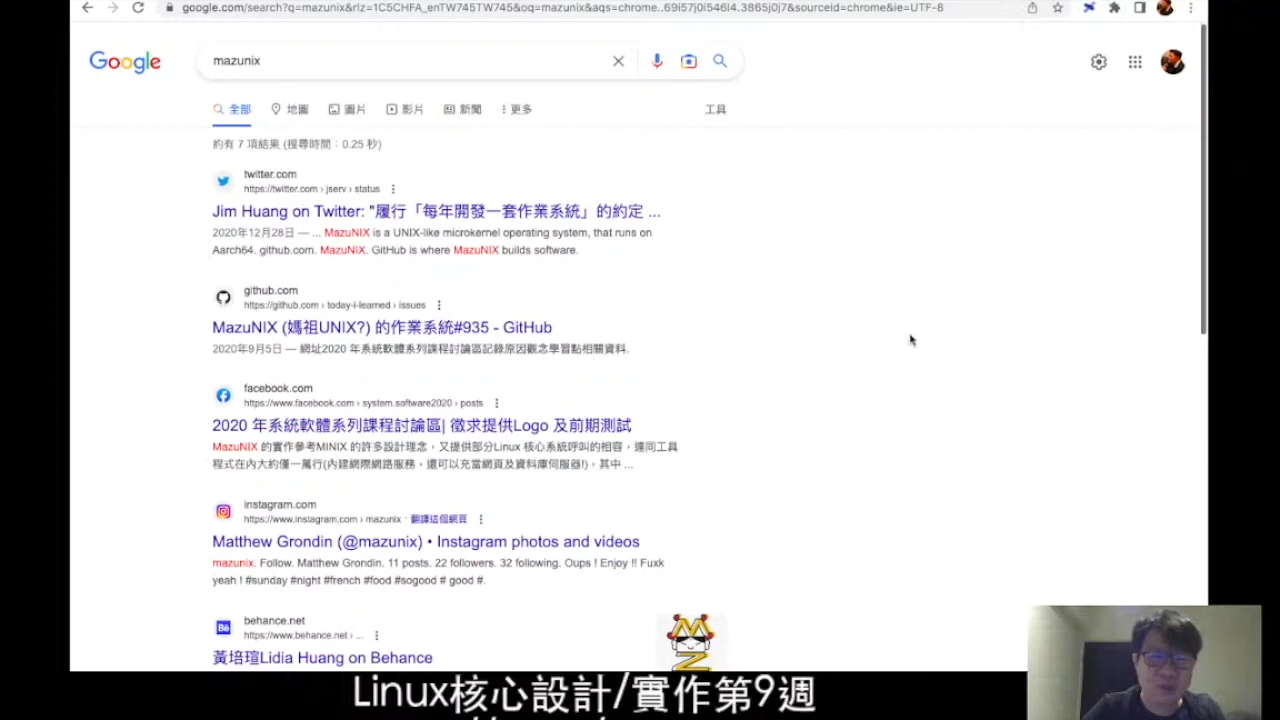 google.com/search?q=mazunix&rlz=1C5CHFA_enTW745TW745&oq=mazunix&aqs=chrome..69i57j0i546l4.3865j0j7&sourceid=chrome&ie=UTF-8
Google
mazunix
全部 地圖 圖片 影片 新聞 更多 工具
約有 7 項結果 (搜尋時間：0.25 秒)
twitter.com
https://twitter.com › jserv › status
Jim Huang on Twitter: "履行「每年開發一套作業系統」的約定 ...
2020年12月28日 — ... MazuNIX is a UNIX-like microkernel operating system, that runs on
Aarch64. github.com. MazuNIX. GitHub is where MazuNIX builds software.
github.com
https://github.com › today-i-learned › issues
MazuNIX (媽祖UNIX?) 的作業系統#935 - GitHub
2020年9月5日 — 網址2020 年系統軟體系列課程討論區記錄原因觀念學習點相關資料.
facebook.com
https://www.facebook.com › system.software2020 › posts
2020 年系統軟體系列課程討論區| 徵求提供Logo 及前期測試
MazuNIX 的實作參考MINIX 的許多設計理念，又提供部分Linux 核心系統呼叫的相容，連同工具
程式在內大約僅一萬行(內建網際網路服務，還可以充當網頁及資料庫伺服器!)，其中 ...
instagram.com
https://www.instagram.com › mazunix · 翻譯這個網頁
Matthew Grondin (@mazunix) • Instagram photos and videos
mazunix. Follow. Matthew Grondin. 11 posts. 22 followers. 32 following. Oups ! Enjoy !! Fuxk
yeah ! #sunday #night #french #food #sogood # good #.
behance.net
https://www.behance.net › ...
黃培瑄Lidia Huang on Behance
Linux核心設計/實作第9週